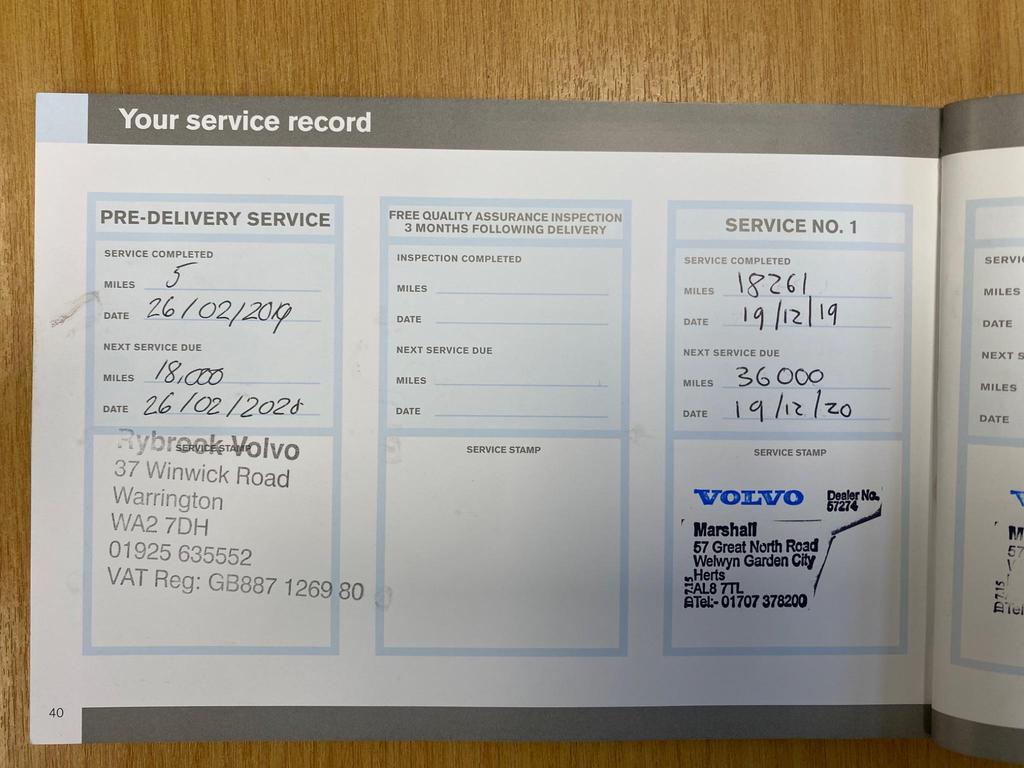 Your service record
PRE-DELIVERY SERVICE
SERVICE COMPLETED
MILES 5
DATE 26/02/2019
NEXT SERVICE DUE
MILES 18,000
DATE 26/02/2020
SERVICE STAMP
Rybrook Volvo
37 Winwick Road
Warrington
WA2 7DH
01925 635552
VAT Reg: GB887 1269 80
FREE QUALITY ASSURANCE INSPECTION
3 MONTHS FOLLOWING DELIVERY
INSPECTION COMPLETED
MILES
DATE
NEXT SERVICE DUE
MILES
DATE
SERVICE STAMP
SERVICE NO. 1
SERVICE COMPLETED
MILES 18261
DATE 19/12/19
NEXT SERVICE DUE
MILES 36000
DATE 19/12/20
SERVICE STAMP
VOLVO Dealer No.
57274
Marshall
57 Great North Road
Welwyn Garden City
Herts
AL8 7TL
Tel:- 01707 378200
MILES
DATE
MILES
DATE
40